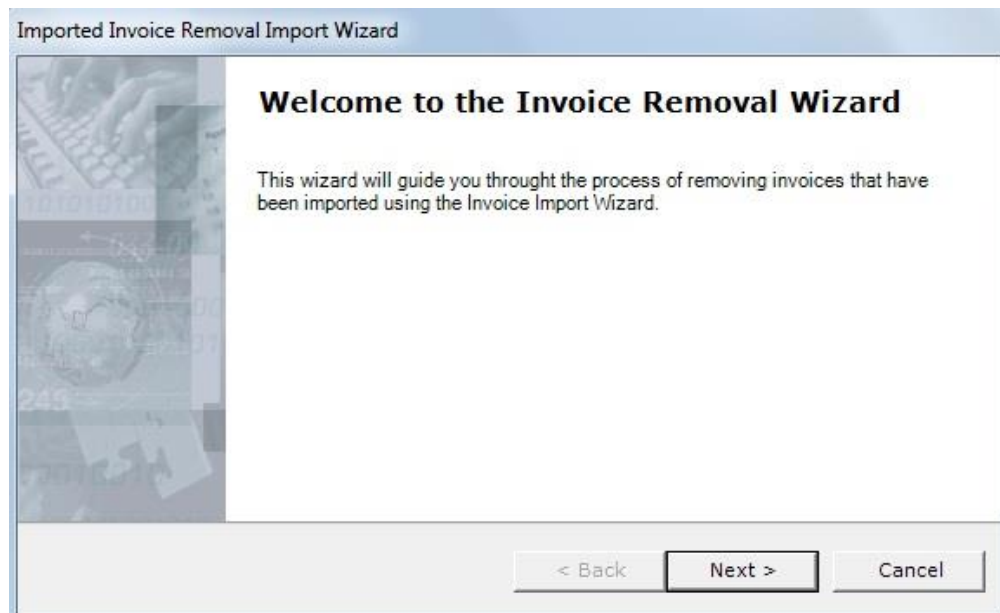 Imported Invoice Removal Import Wizard
Welcome to the Invoice Removal Wizard
This wizard will guide you throught the process of removing invoices that have
been imported using the Invoice Import Wizard.
< Back
Next >
Cancel